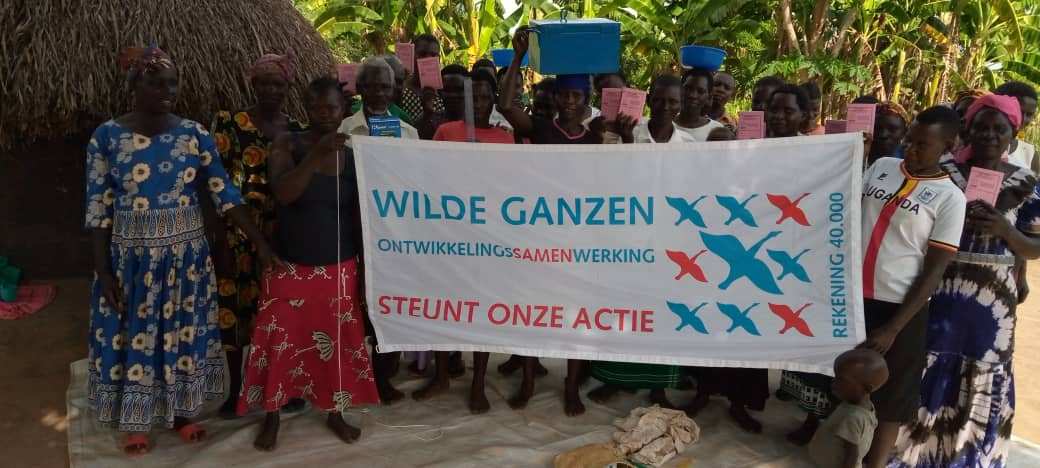 WILDE GANZEN
ONTWIKKELINGSSAMENWERKING
STEUNT ONZE ACTIE
REKENING 40.000
UGANDA